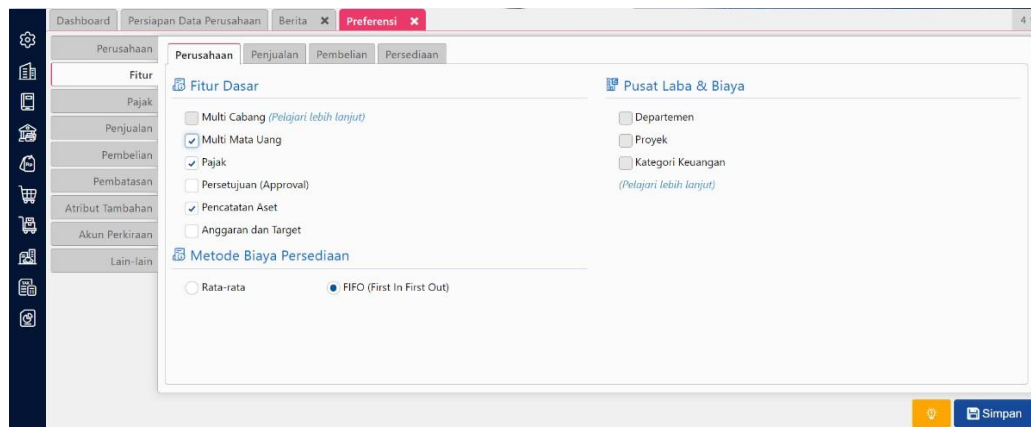 Dashboard Persiapan Data Perusahaan Berita Preferensi 4
Perusahaan
Fitur
Pajak
Penjualan
Pembelian
Pembatasan
Atribut Tambahan
Akun Perkiraan
Lain-lain
Perusahaan Penjualan Pembelian Persediaan
Fitur Dasar
Multi Cabang (Pelajari lebih lanjut)
Multi Mata Uang
Pajak
Persetujuan (Approval)
Pencatatan Aset
Anggaran dan Target
Metode Biaya Persediaan
Rata-rata FIFO (First In First Out)
Pusat Laba & Biaya
Departemen
Proyek
Kategori Keuangan
(Pelajari lebih lanjut)
Simpan